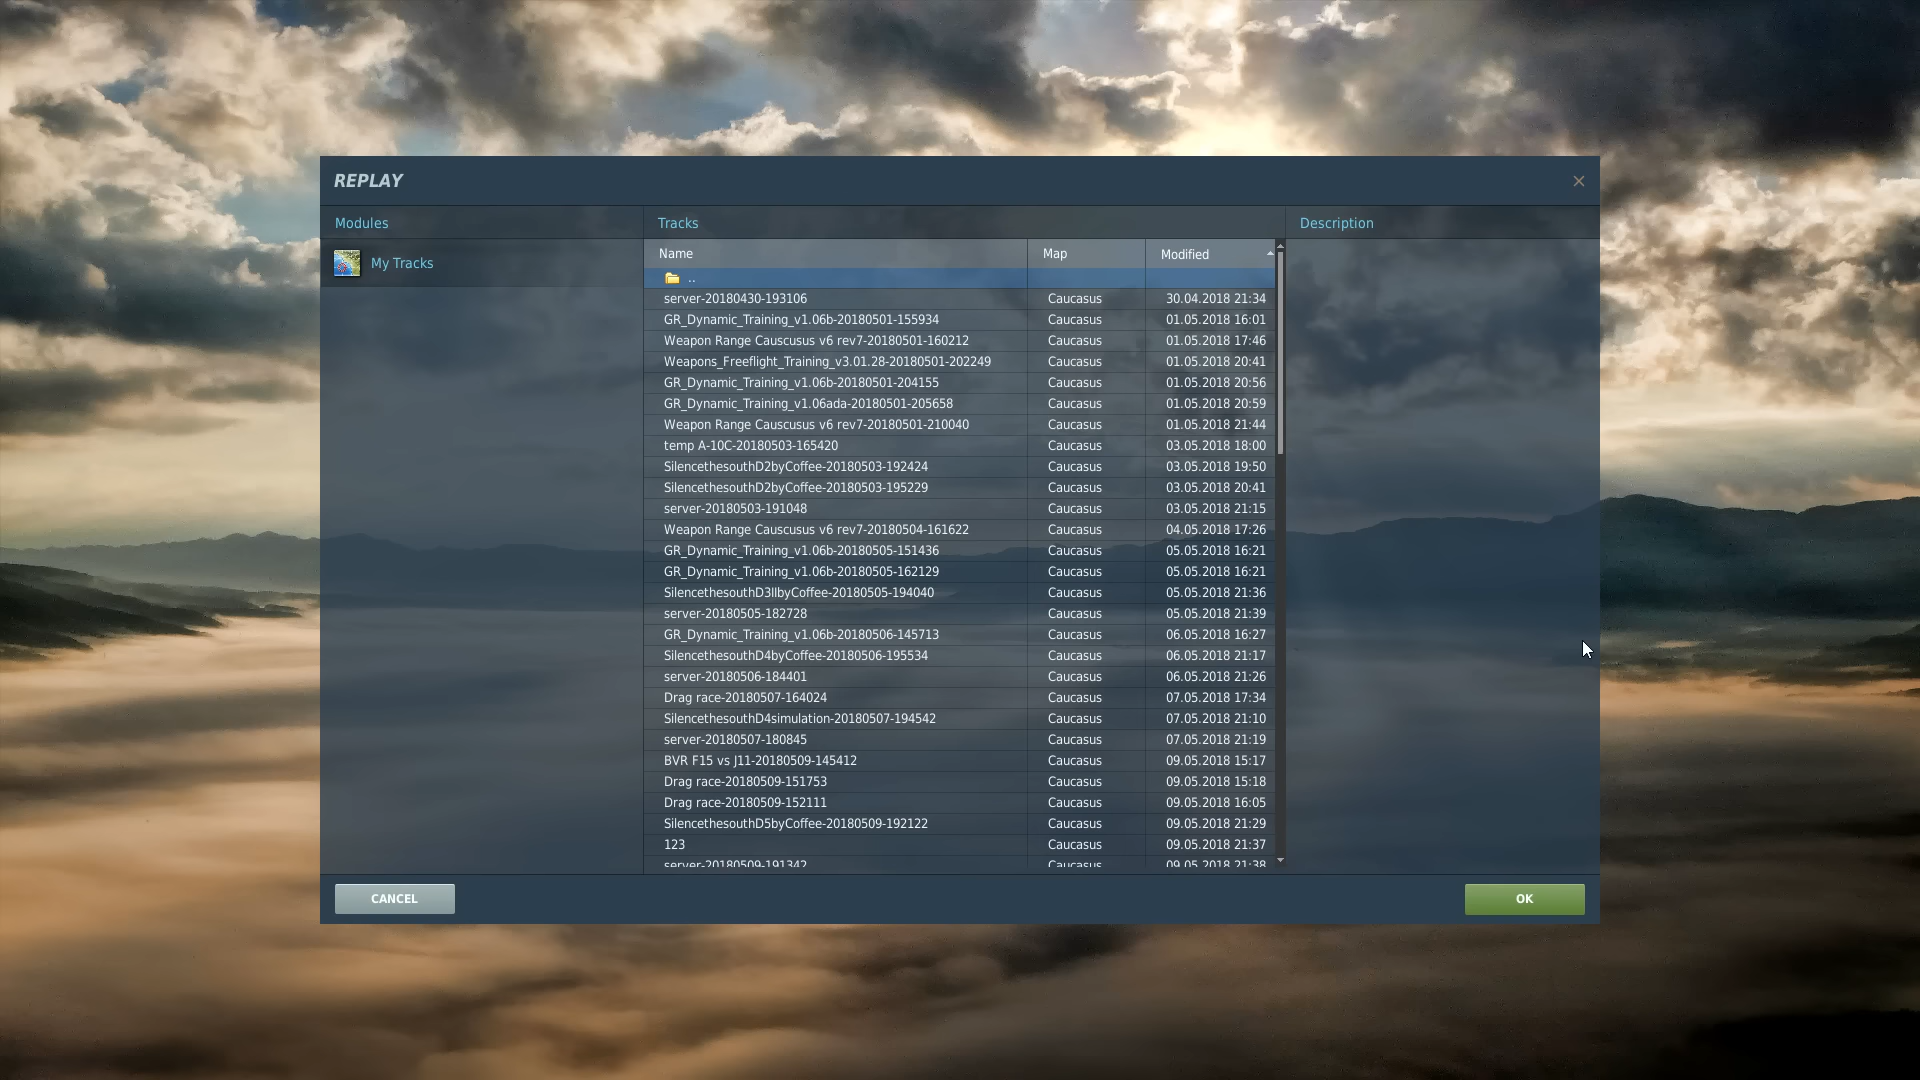 REPLAY
Modules
Tracks
Description
My Tracks
Name Map Modified
..
server-20180430-193106 Caucasus 30.04.2018 21:34
GR_Dynamic_Training_v1.06b-20180501-155934 Caucasus 01.05.2018 16:01
Weapon Range Causcusus v6 rev7-20180501-160212 Caucasus 01.05.2018 17:46
Weapons_Freeflight_Training_v3.01.28-20180501-202249 Caucasus 01.05.2018 20:41
GR_Dynamic_Training_v1.06b-20180501-204155 Caucasus 01.05.2018 20:56
GR_Dynamic_Training_v1.06ada-20180501-205658 Caucasus 01.05.2018 20:59
Weapon Range Causcusus v6 rev7-20180501-210040 Caucasus 01.05.2018 21:44
temp A-10C-20180503-165420 Caucasus 03.05.2018 18:00
SilencethesouthD2byCoffee-20180503-192424 Caucasus 03.05.2018 19:50
SilencethesouthD2byCoffee-20180503-195229 Caucasus 03.05.2018 20:41
server-20180503-191048 Caucasus 03.05.2018 21:15
Weapon Range Causcusus v6 rev7-20180504-161622 Caucasus 04.05.2018 17:26
GR_Dynamic_Training_v1.06b-20180505-151436 Caucasus 05.05.2018 16:21
GR_Dynamic_Training_v1.06b-20180505-162129 Caucasus 05.05.2018 16:21
SilencethesouthD3llbyCoffee-20180505-194040 Caucasus 05.05.2018 21:36
server-20180505-182728 Caucasus 05.05.2018 21:39
GR_Dynamic_Training_v1.06b-20180506-145713 Caucasus 06.05.2018 16:27
SilencethesouthD4byCoffee-20180506-195534 Caucasus 06.05.2018 21:17
server-20180506-184401 Caucasus 06.05.2018 21:26
Drag race-20180507-164024 Caucasus 07.05.2018 17:34
SilencethesouthD4simulation-20180507-194542 Caucasus 07.05.2018 21:10
server-20180507-180845 Caucasus 07.05.2018 21:19
BVR F15 vs J11-20180509-145412 Caucasus 09.05.2018 15:17
Drag race-20180509-151753 Caucasus 09.05.2018 15:18
Drag race-20180509-152111 Caucasus 09.05.2018 16:05
SilencethesouthD5byCoffee-20180509-192122 Caucasus 09.05.2018 21:29
123 Caucasus 09.05.2018 21:37
server-20180509-191342 Caucasus 09.05.2018 21:38
CANCEL
OK